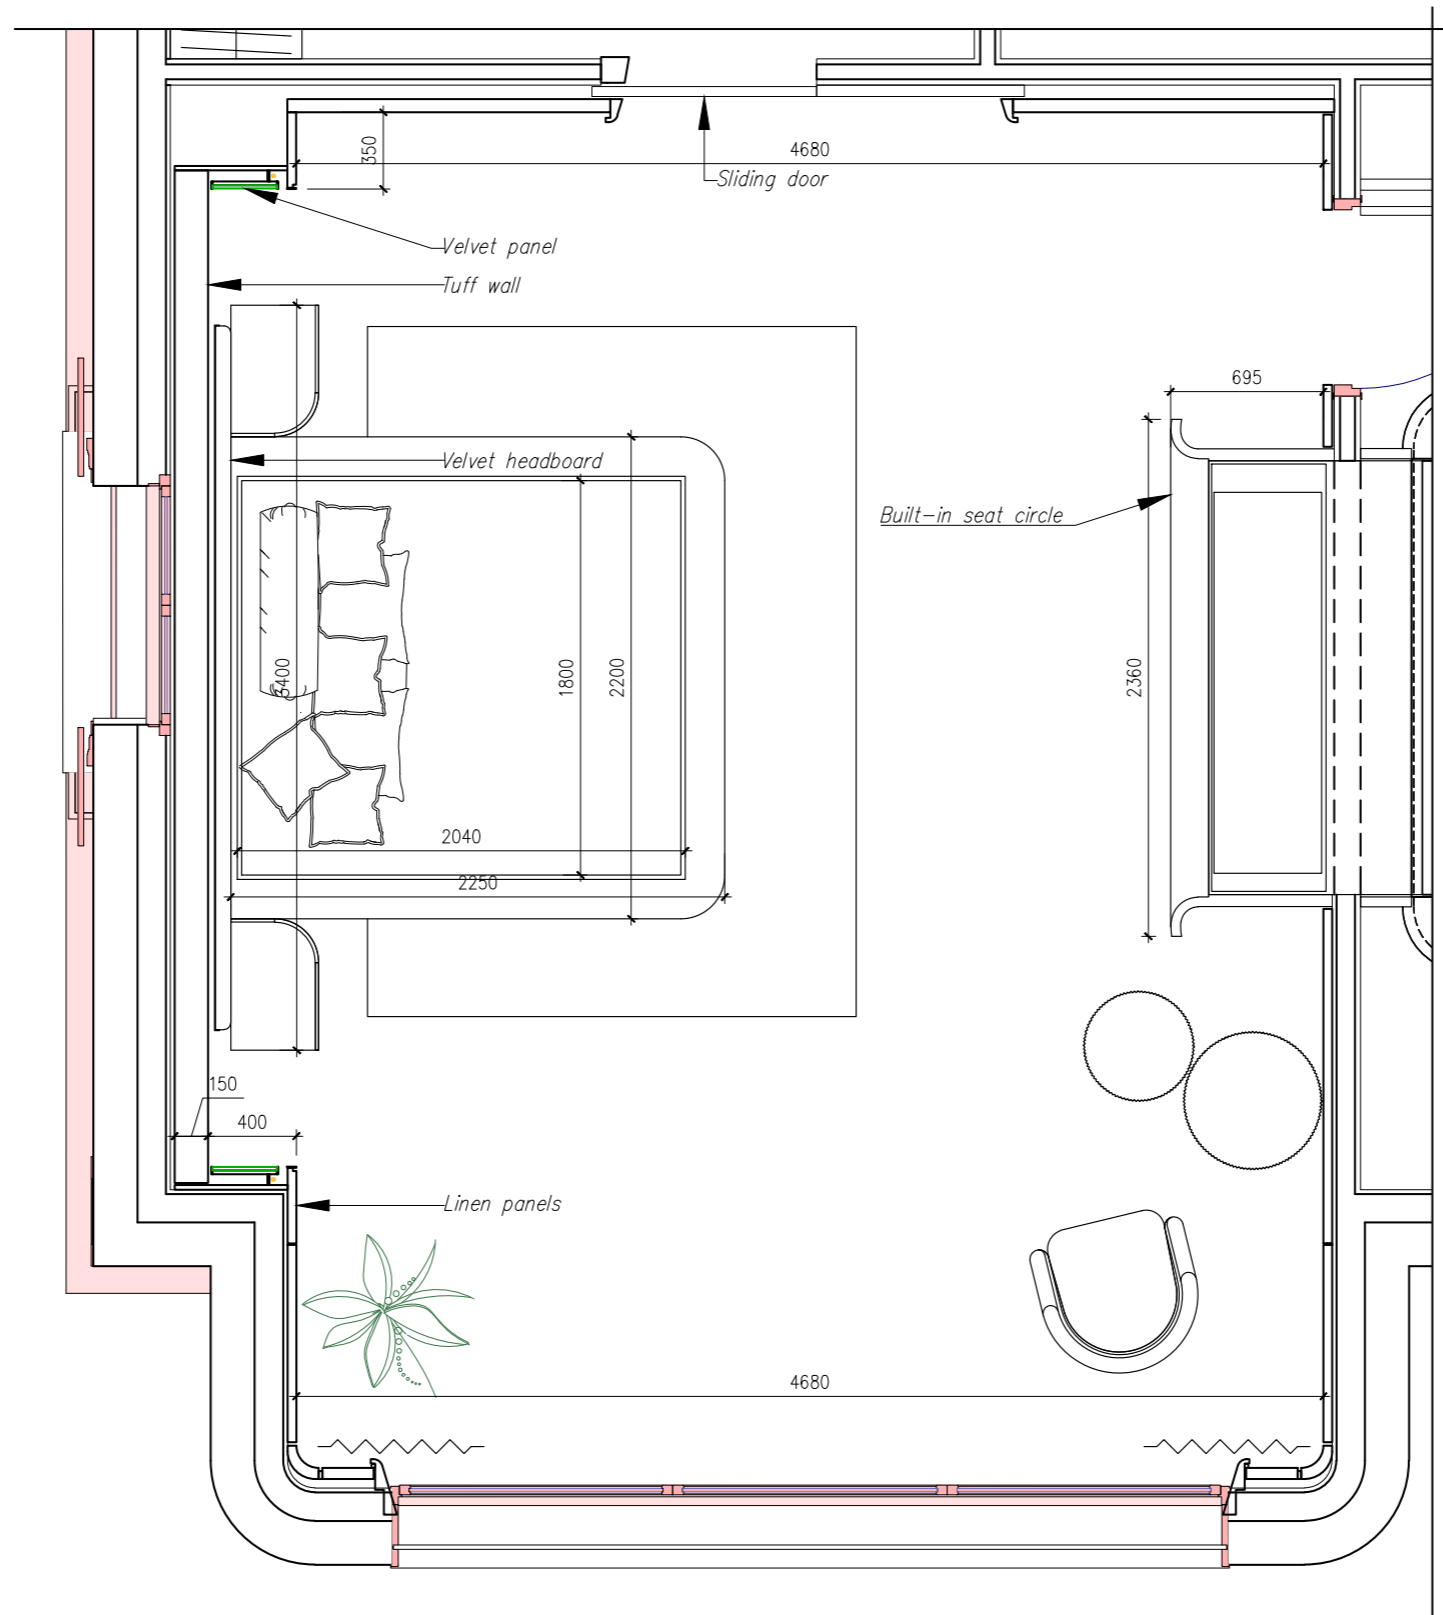 4680
350
Sliding door
Velvet panel
Tuff wall
695
Velvet headboard
Built-in seat circle
3400
1800
2200
2360
2040
2250
150
400
Linen panels
4680